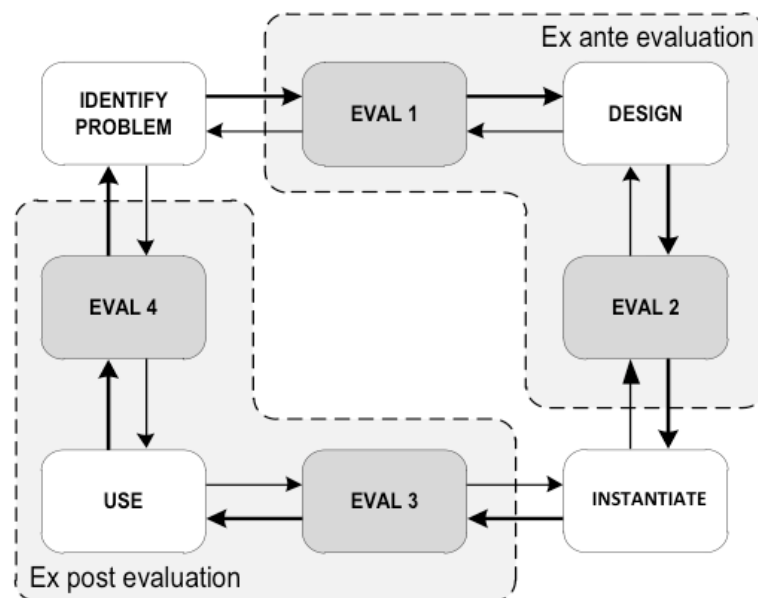 Ex ante evaluation
IDENTIFY
PROBLEM
EVAL 1
DESIGN
EVAL 4
EVAL 2
USE
EVAL 3
INSTANTIATE
Ex post evaluation